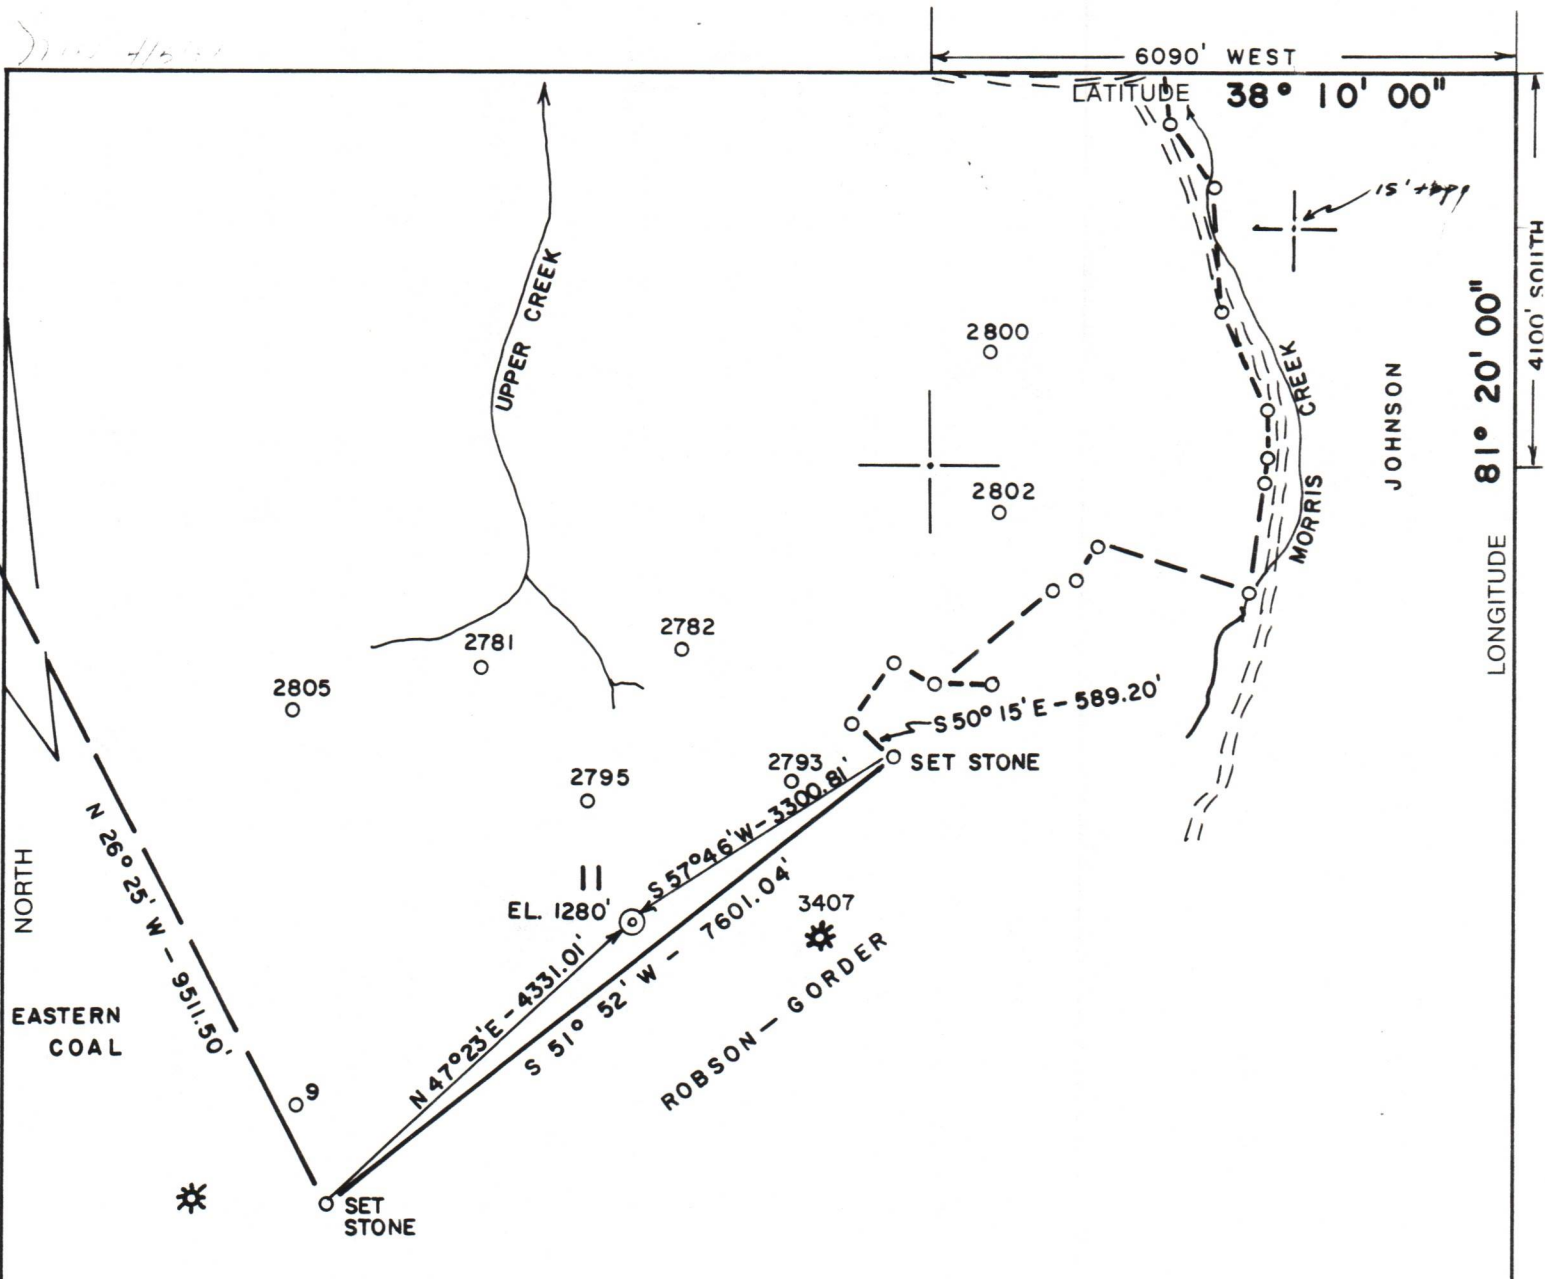 6090' WEST
LATITUDE 38° 10' 00"
15' topo
4100' SOUTH
81° 20' 00"
LONGITUDE
UPPER CREEK
2800
MORRIS CREEK
JOHNSON
2802
2781
2782
2805
S 50° 15' E - 589.20'
SET STONE
2793
2795
S 57° 46' W - 3300.81'
11
EL. 1280'
S 51° 52' W - 7601.04'
3407
N 47° 23' E - 4331.01'
ROBSON - GORDER
N 26° 25' W - 9511.50'
NORTH
EASTERN
COAL
9
SET
STONE